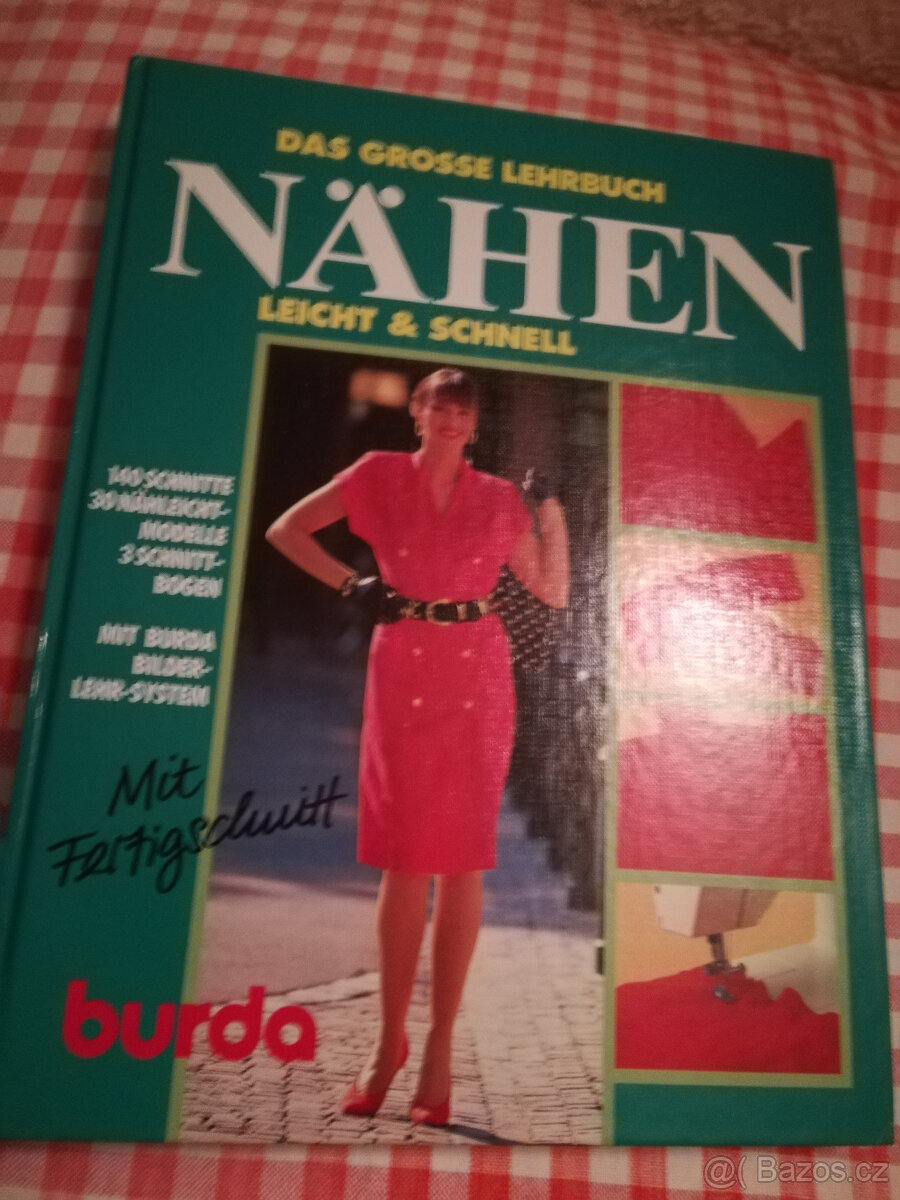 DAS GROSSE LEHRBUCH
NÄHEN
LEICHT & SCHNELL
140 SCHNITTE
30 NÄHLEICHT-
MODELLE
3 SCHNITT-
BOGEN
MIT BURDA
BILDER-
LEHR-SYSTEM
Mit
Fertigschnitt
burda
@( Bazos.cz